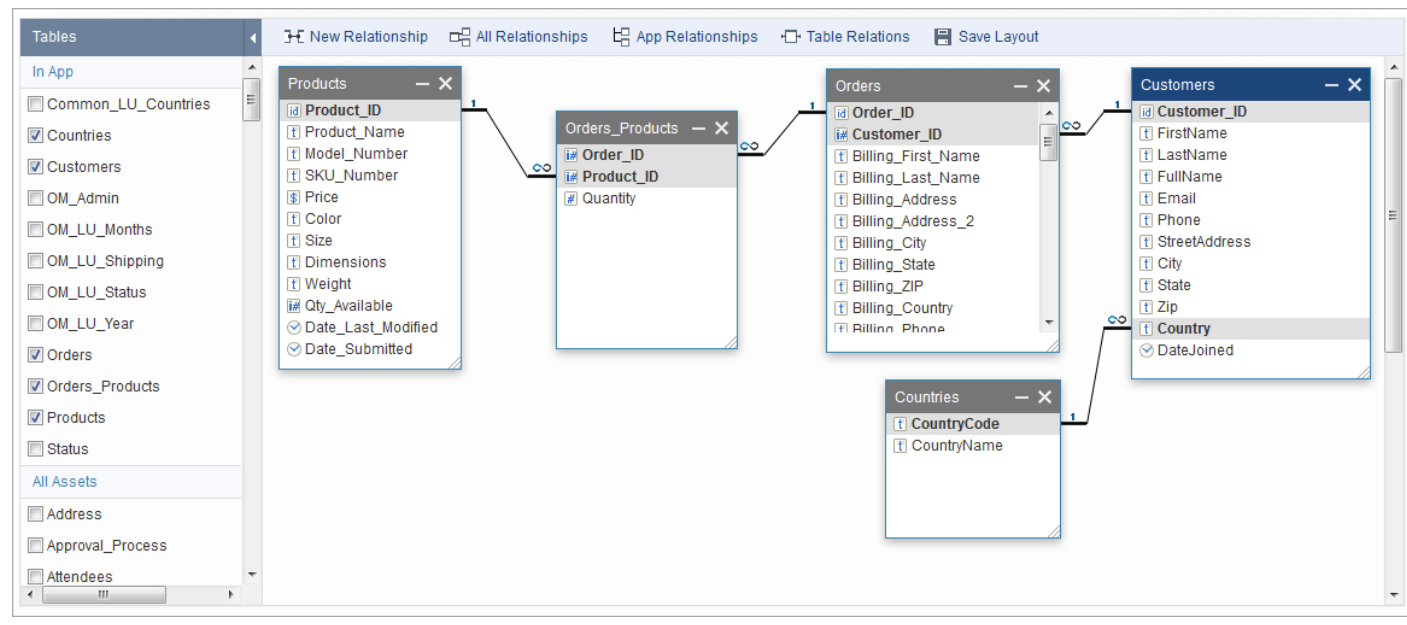 Tables
New Relationship
All Relationships
App Relationships
Table Relations
Save Layout
In App
Common_LU_Countries
Countries
Customers
OM_Admin
OM_LU_Months
OM_LU_Shipping
OM_LU_Status
OM_LU_Year
Orders
Orders_Products
Products
Status
All Assets
Address
Approval_Process
Attendees
Products
id Product_ID
t Product_Name
t Model_Number
t SKU_Number
$ Price
t Color
t Size
t Dimensions
t Weight
i# Qty_Available
Date_Last_Modified
Date_Submitted
1
∞
Orders_Products
i# Order_ID
i# Product_ID
# Quantity
∞
1
Orders
id Order_ID
i# Customer_ID
t Billing_First_Name
t Billing_Last_Name
t Billing_Address
t Billing_Address_2
t Billing_City
t Billing_State
t Billing_ZIP
t Billing_Country
t Billing_Phone
∞
1
Customers
id Customer_ID
t FirstName
t LastName
t FullName
t Email
t Phone
t StreetAddress
t City
t State
t Zip
t Country
DateJoined
∞
1
Countries
t CountryCode
t CountryName